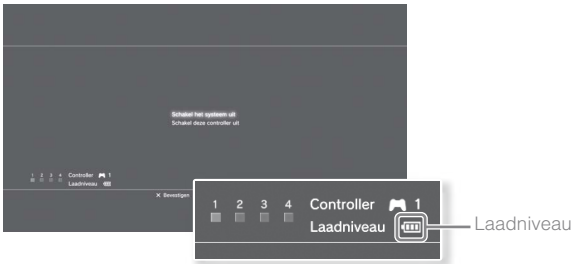 Schakel het systeem uit
Schakel deze controller uit
1 2 3 4 Controller 1
Laadniveau
Bevestigen
1 2 3 4 Controller 1
Laadniveau
Laadniveau